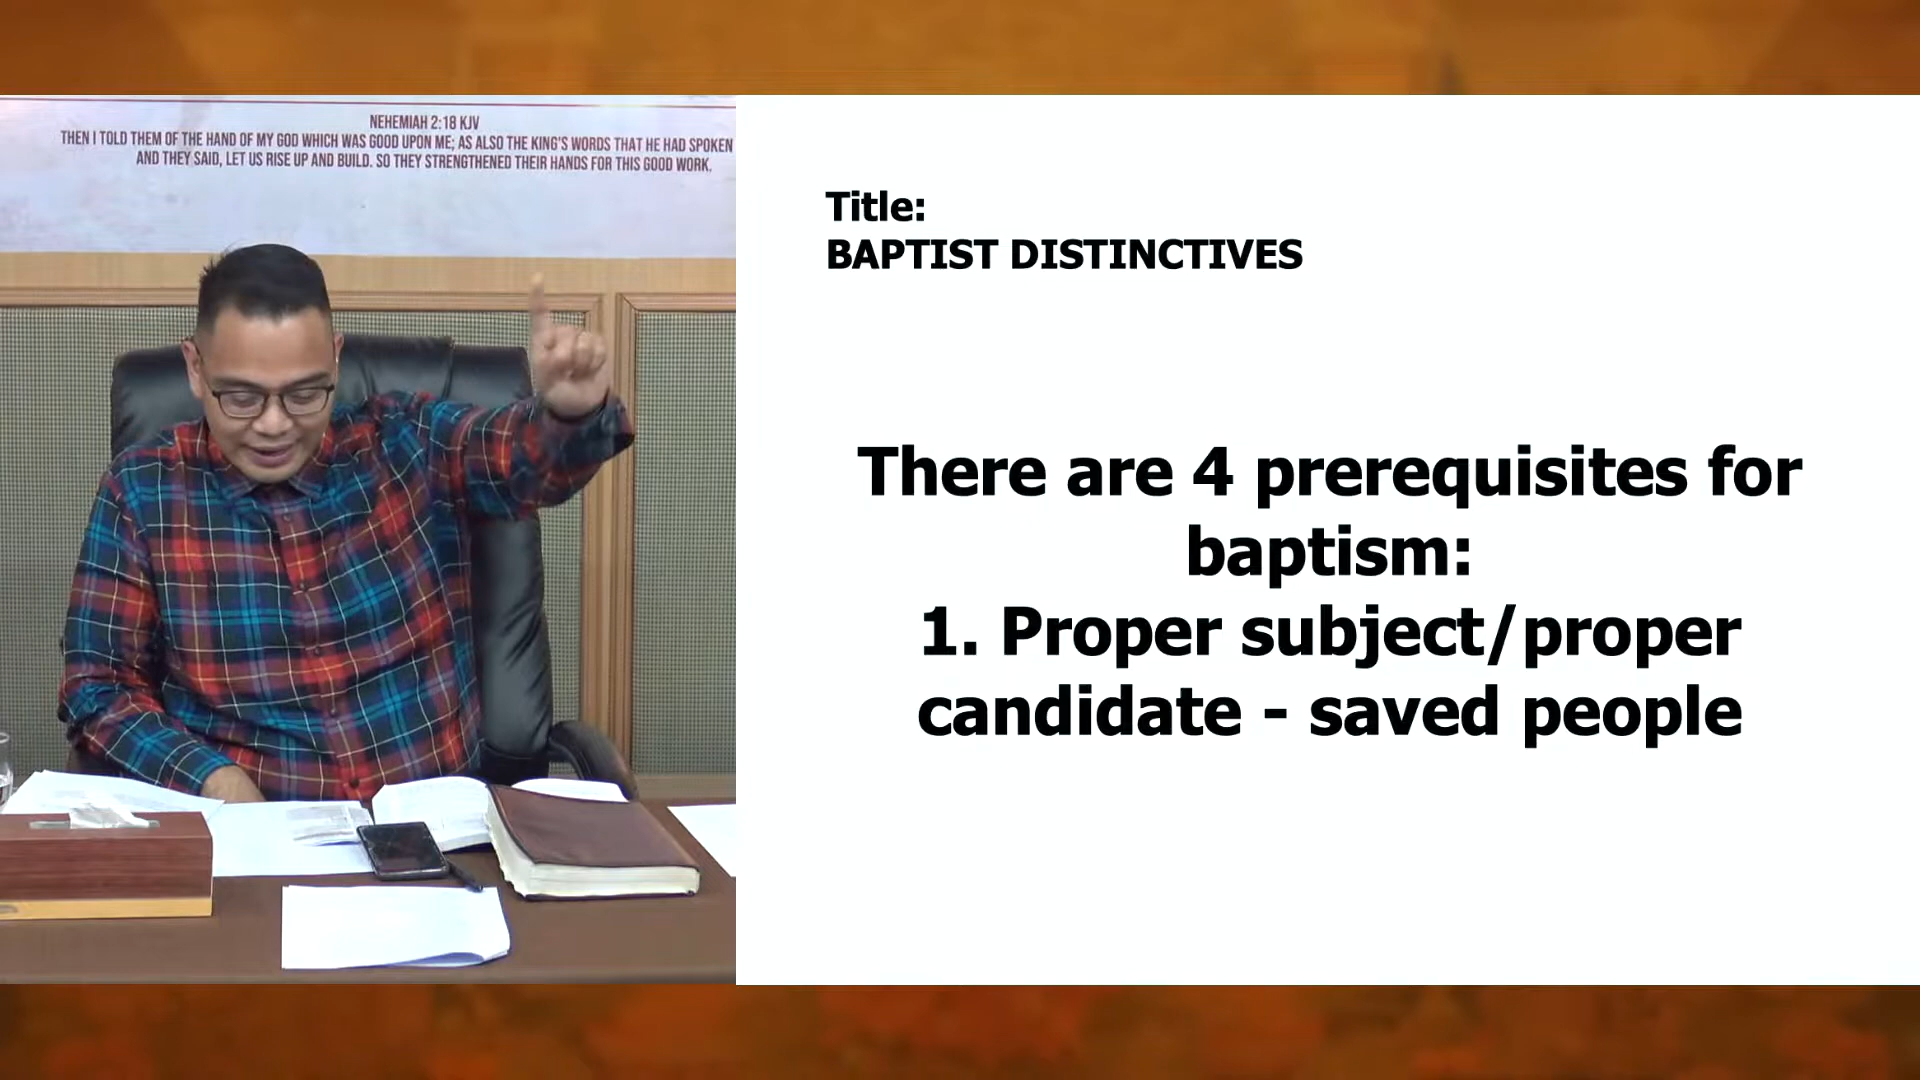 NEHEMIAH 2:18 KJV
THEN I TOLD THEM OF THE HAND OF MY GOD WHICH WAS GOOD UPON ME; AS ALSO THE KING'S WORDS THAT HE HAD SPOKEN
AND THEY SAID, LET US RISE UP AND BUILD. SO THEY STRENGTHENED THEIR HANDS FOR THIS GOOD WORK.
Title:
BAPTIST DISTINCTIVES
There are 4 prerequisites for
baptism:
1. Proper subject/proper
candidate - saved people